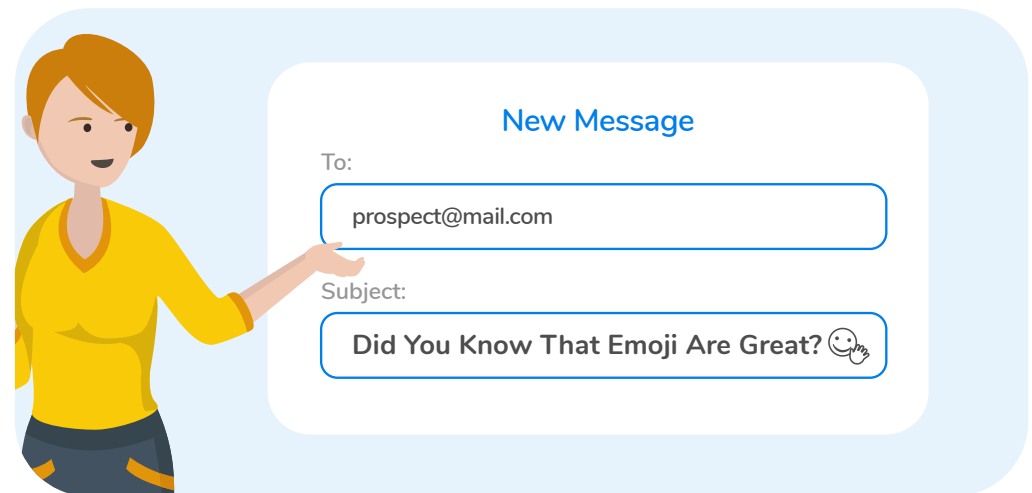 New Message
To:
prospect@mail.com
Subject:
Did You Know That Emoji Are Great?